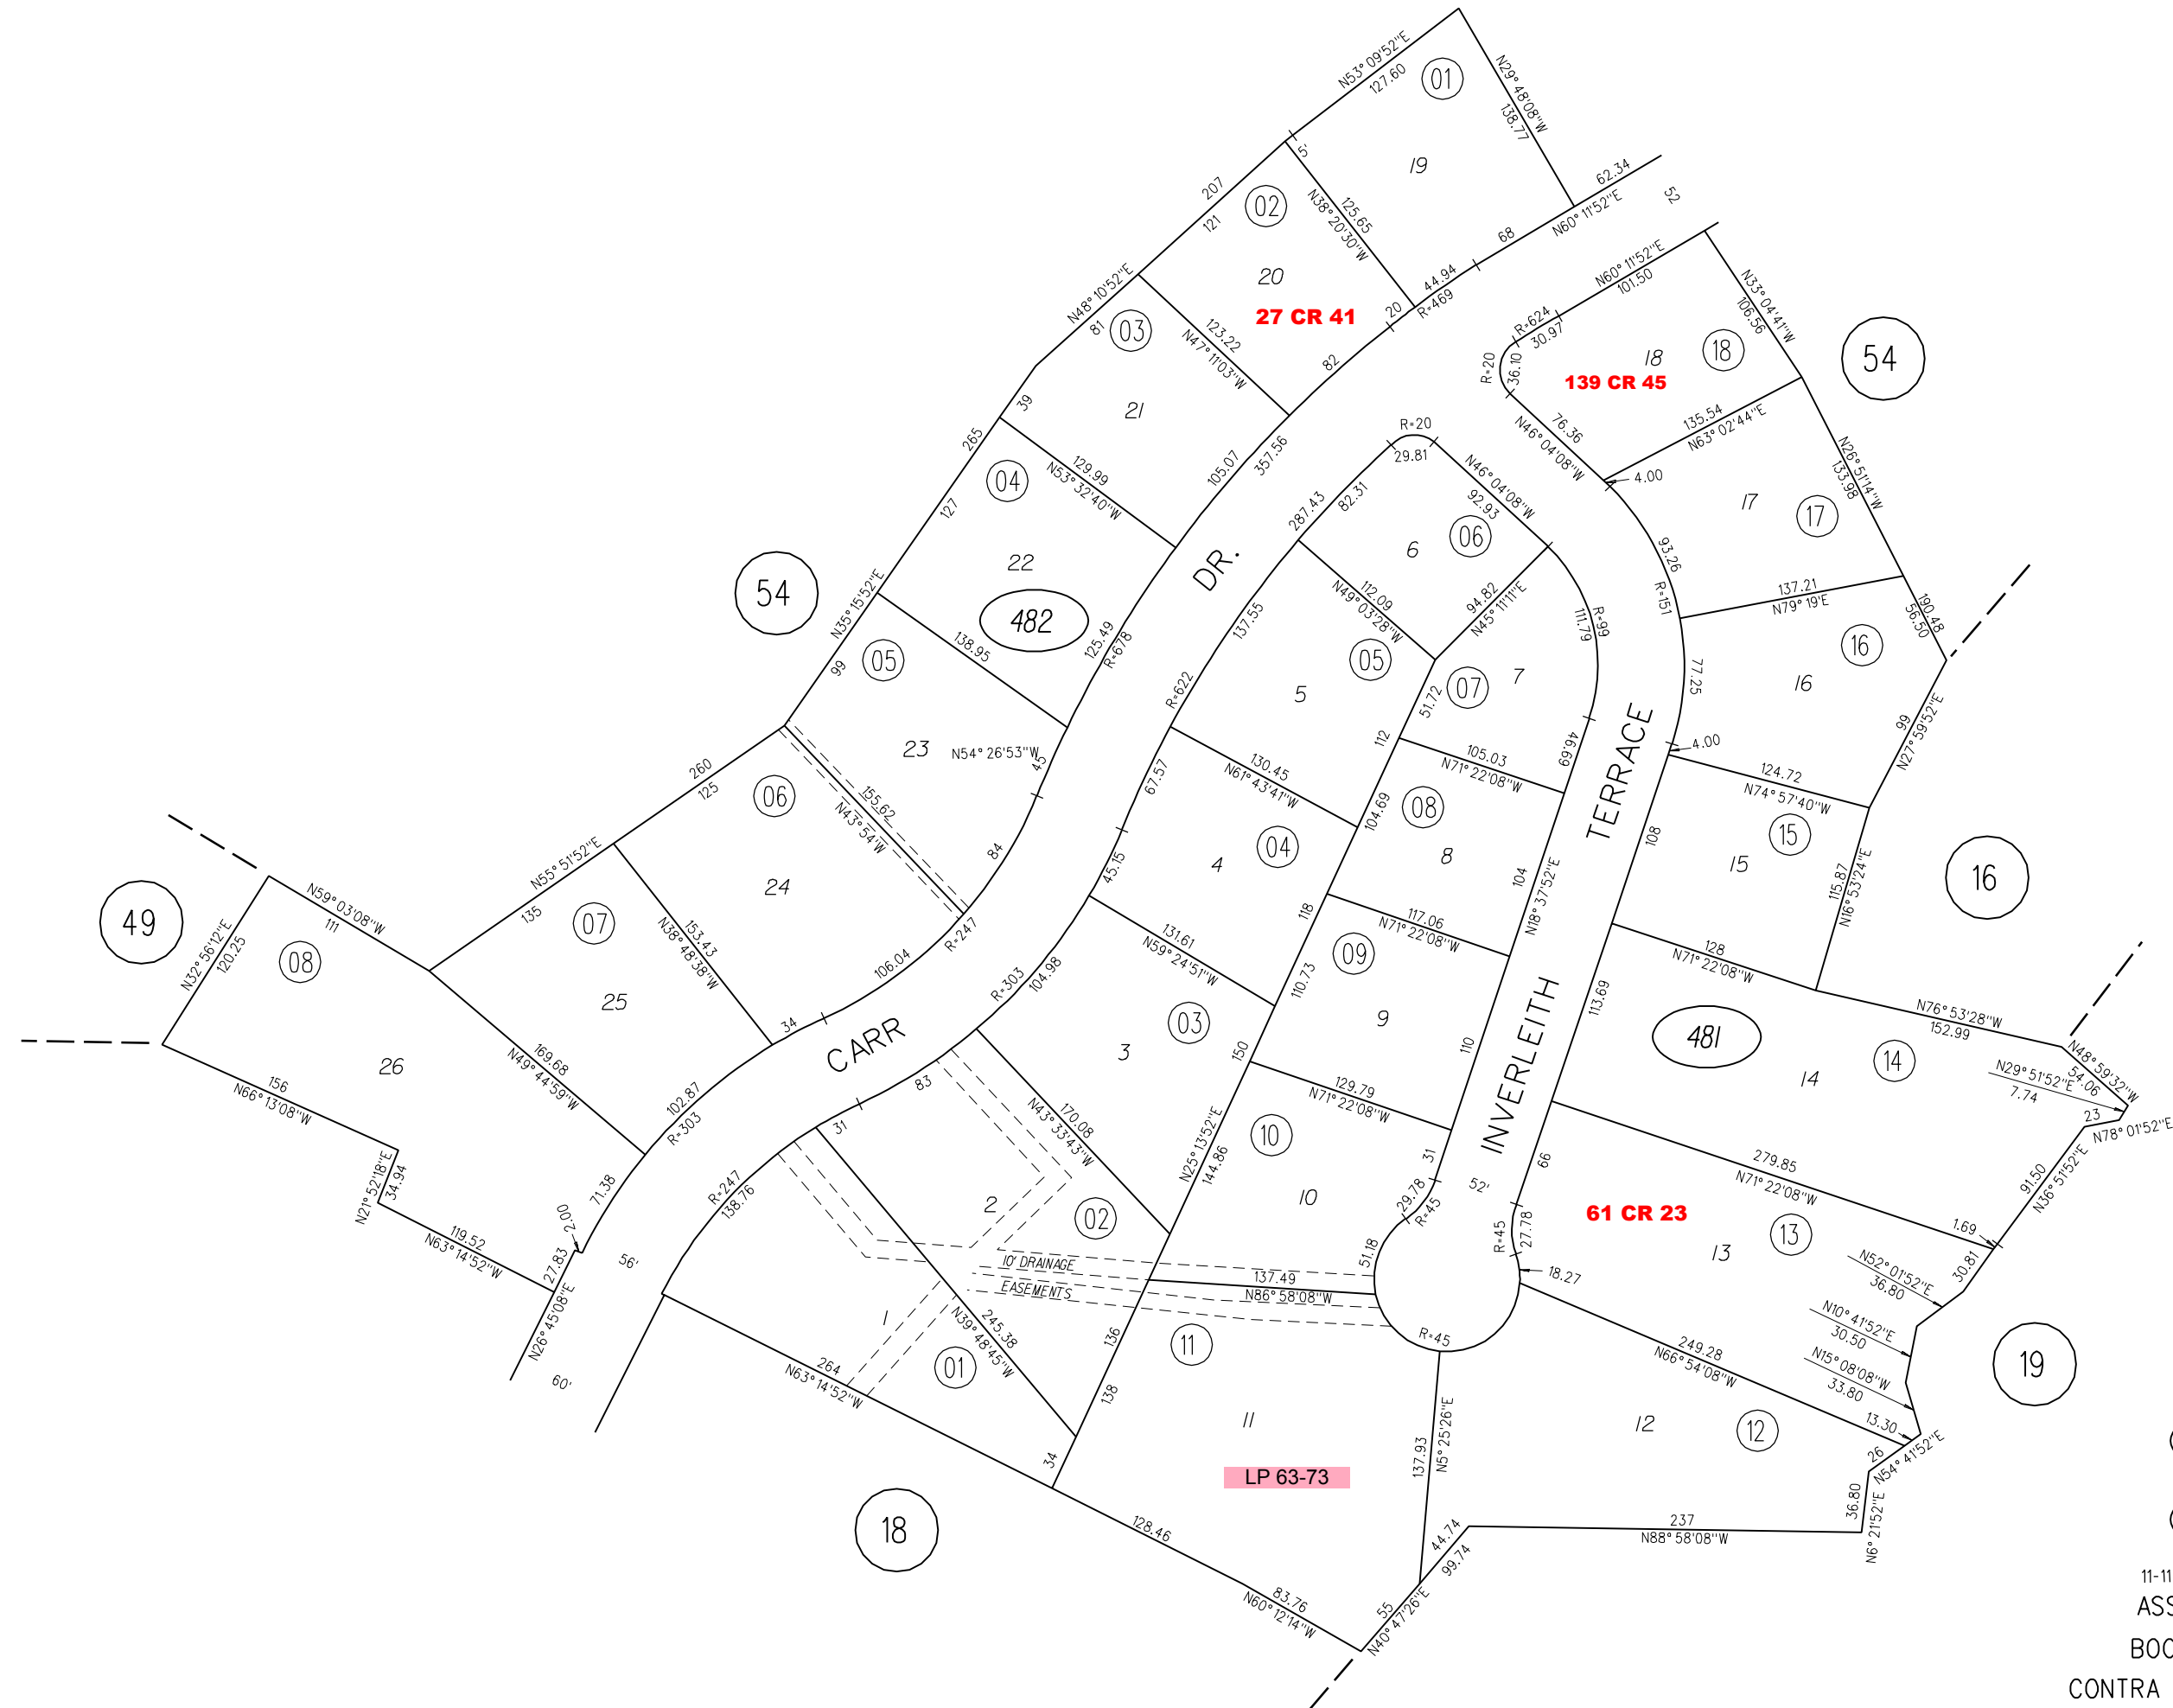 N53° 09'52"E
127.60
01
N29° 48'08"W
138.77
19
5'
207
121
02
N38° 20'30"W
125.65
62.34
N60° 11'52"E
52
68
20
27 CR 41
44.94
R=469
20
N48° 10'52"E
81
03
123.22
N47° 11'03"W
82
21
N60° 11'52"E
101.50
R=624
30.97
R=20
36.10
18
18
139 CR 45
N33° 04'41"W
106.56
54
39
265
04
129.99
N53° 32'40"W
105.07
357.56
127
22
R=20
29.81
N46° 04'08"W
92.93
76.36
N46° 04'08"W
135.54
N63° 02'44"E
4.00
17
17
N26° 51'14"W
133.98
287.43
82.31
6
06
93.26
R=151
137.21
N79° 19'E
190.48
56.50
54
482
DR.
N35° 15'52"E
99
05
138.95
125.49
R=678
137.55
112.09
N49° 03'28"W
94.82
N45° 11'11"E
111.79
R=99
05
5
07
7
51.72
16
16
77.25
99
N27° 59'52"E
23
N54° 26'53"W
45
R=622
112
105.03
N71° 22'08"W
46.69
4.00
124.72
N74° 57'40"W
TERRACE
260
125
06
155.62
N43° 54'W
84
67.57
130.45
N61° 43'41"W
104.69
08
8
108
15
15
115.87
N16° 53'24"E
16
N55° 51'52"E
135
24
45.15
04
4
104
N18° 37'52"E
49
N59° 03'08"W
111
08
N32° 56'12"E
120.25
07
153.43
N38° 48'38"W
25
106.04
R=247
131.61
N59° 24'51"W
118
117.06
N71° 22'08"W
09
9
110.73
128
N71° 22'08"W
113.69
34
CARR
R=303
104.98
03
3
INVERLEITH
481
14
14
N76° 53'28"W
152.99
N48° 59'32"W
54.06
N29° 51'52"E
7.74
23
N78° 01'52"E
26
156
N66° 13'08"W
169.68
N49° 44'59"W
102.87
R=303
83
31
150
129.79
N71° 22'08"W
110
170.08
N43° 33'43"W
N25° 13'52"E
144.86
10
10
31
66
279.85
N71° 22'08"W
91.50
N36° 51'52"E
N21° 52'18"E
34.94
71.38
2.00
R=247
138.76
2
02
52'
29.78
R=45
R=45
27.78
61 CR 23
13
13
1.69
30.81
N52° 01'52"E
36.80
119.52
N63° 14'52"W
27.83
56'
10' DRAINAGE
EASEMENTS
137.49
N86° 58'08"W
51.18
18.27
N10° 41'52"E
30.50
N26° 45'08"E
60'
1
245.38
N39° 48'45"W
136
11
R=45
249.28
N66° 54'08"W
N15° 08'08"W
33.80
19
264
N63° 14'52"W
01
138
34
11
LP 63-73
137.93
N5° 25'26"E
12
12
13.30
26
N54° 41'52"E
18
128.46
44.74
99.74
237
N88° 58'08"W
36.80
N6° 21'52"E
83.76
N60° 12'14"W
55
N40° 47'26"E
11-11
ASS
BOO
CONTRA